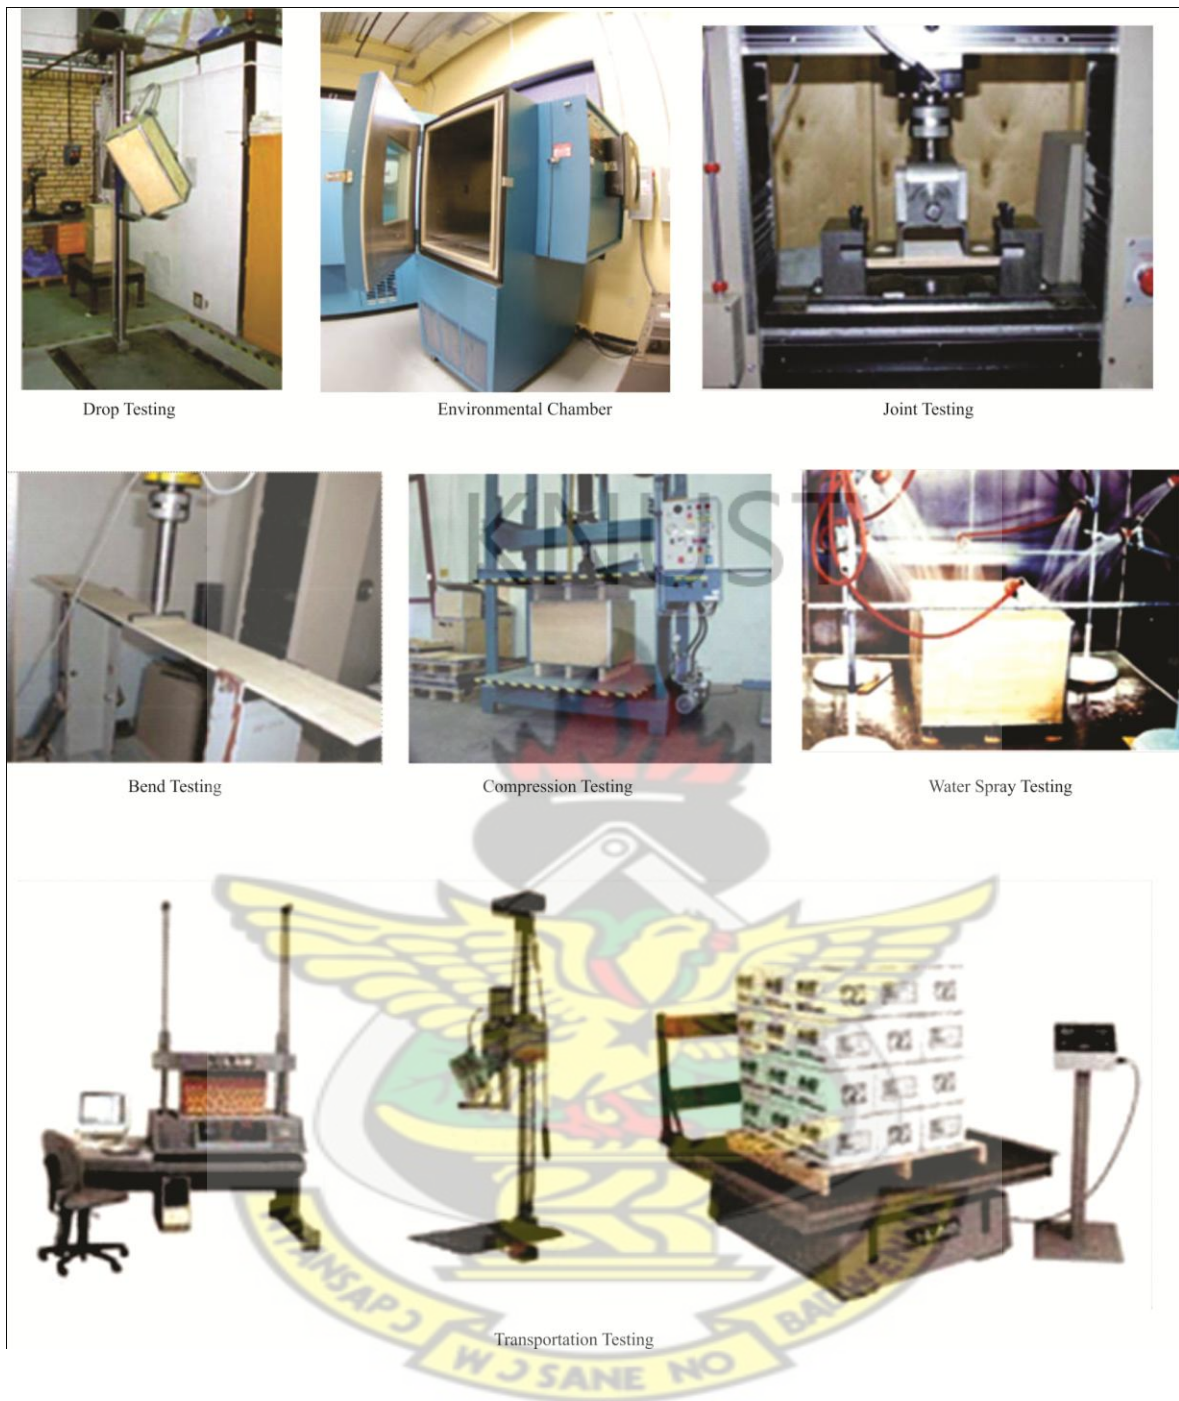 Drop Testing
Environmental Chamber
Joint Testing
KNUST
Bend Testing
Compression Testing
Water Spray Testing
Transportation Testing
W Ɔ SANE NO